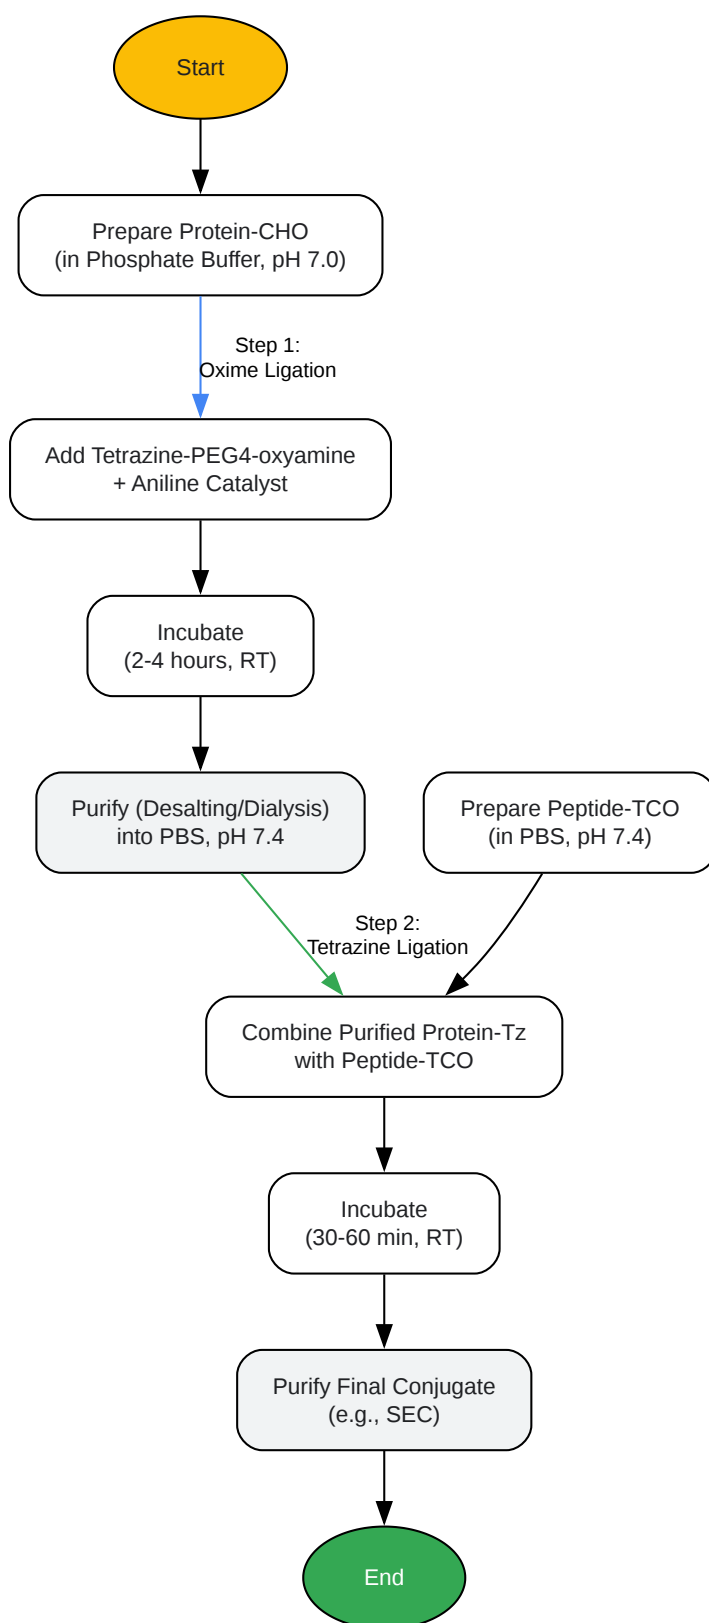 Start
Prepare Protein-CHO
(in Phosphate Buffer, pH 7.0)
Step 1:
Oxime Ligation
Add Tetrazine-PEG4-oxyamine
+ Aniline Catalyst
Incubate
(2-4 hours, RT)
Purify (Desalting/Dialysis)
into PBS, pH 7.4
Prepare Peptide-TCO
(in PBS, pH 7.4)
Step 2:
Tetrazine Ligation
Combine Purified Protein-Tz
with Peptide-TCO
Incubate
(30-60 min, RT)
Purify Final Conjugate
(e.g., SEC)
End